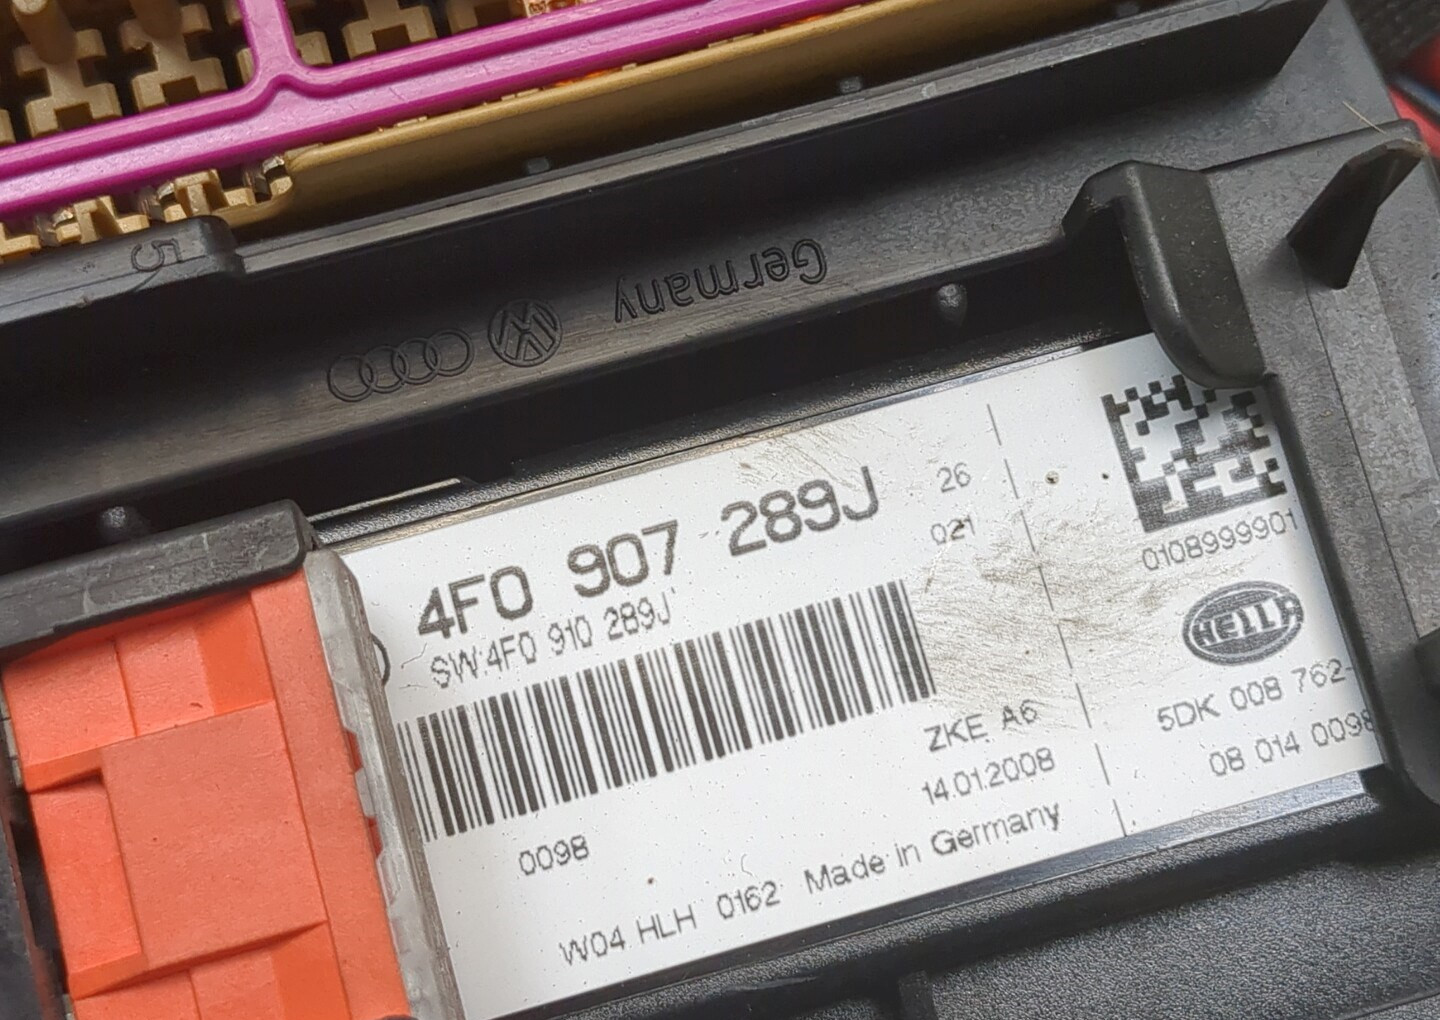 5
Germany
4F0 907 289J
26
021
SW:4F0 910 289J
ZKE A6
14.01.2008
0098
W04 HLH 0162 Made in Germany
0108999901
HELLA
5DK 008 762-
08 014 0098